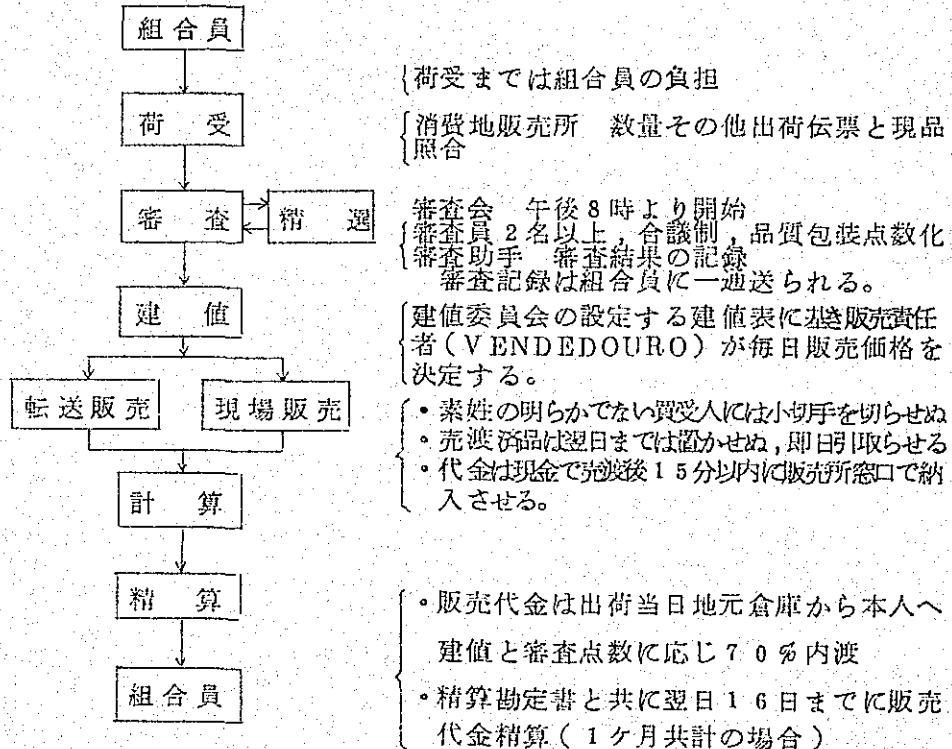 組合員
{荷受までは組合員の負担
荷受
{消費地販売所 数量その他出荷伝票と現品
照合
審査
精選
審査会 午後8時より開始
審査員2名以上,合議制,品質包装点数化
審査助手 審査結果の記録
審査記録は組合員に一通送られる。
建値
建値委員会の設定する建値表に基き販売責任
者(VENDEDOURO)が毎日販売価格を
決定する。
転送販売
現場販売
・素姓の明らかでない買受人には小切手を切らせぬ
・売渡済品は翌日までは置かせぬ,即日引取らせる
・代金は現金で売渡後15分以内に販売所窓口で納
入させる。
計算
精算
・販売代金は出荷当日地元倉庫から本人へ
建値と審査点数に応じ70%内渡
組合員
・精算勘定書と共に翌日16日までに販売
代金精算(1ケ月共計の場合)